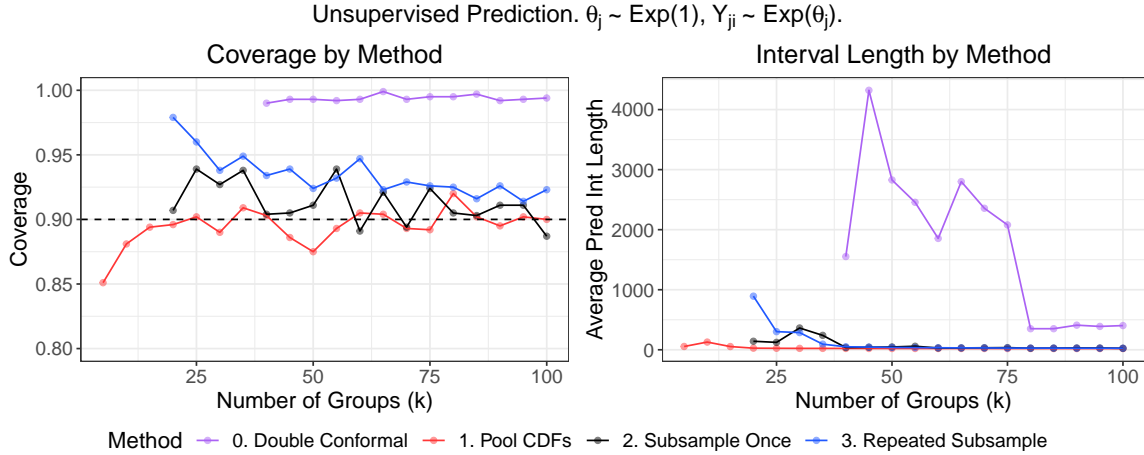 Unsupervised Prediction. θj ~ Exp(1), Yji ~ Exp(θj).
Coverage by Method
Interval Length by Method
Coverage
1.00
0.95
0.90
0.85
0.80
25
50
75
100
Number of Groups (k)
Average Pred Int Length
4000
3000
2000
1000
0
25
50
75
100
Number of Groups (k)
Method
0. Double Conformal
1. Pool CDFs
2. Subsample Once
3. Repeated Subsample